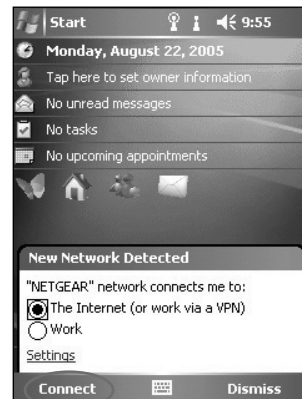 Start 9:55
Monday, August 22, 2005
Tap here to set owner information
No unread messages
No tasks
No upcoming appointments
New Network Detected
"NETGEAR" network connects me to:
The Internet (or work via a VPN)
Work
Settings
Connect Dismiss